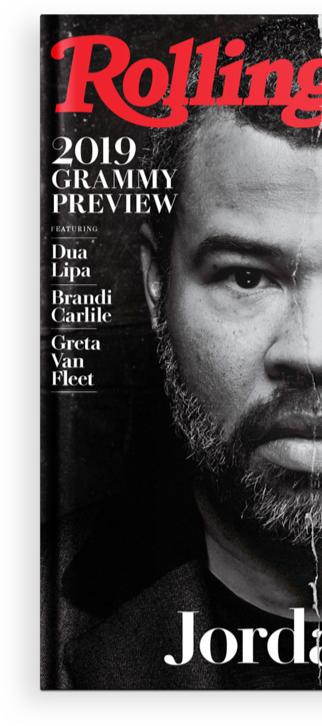 Rolling
2019
GRAMMY
PREVIEW
FEATURING
Dua
Lipa
Brandi
Carlile
Greta
Van
Fleet
Jorda